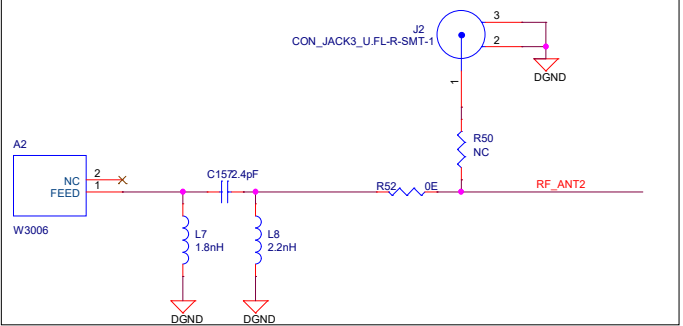 J2
CON_JACK3_U.FL-R-SMT-1
3
2
DGND
1
R50
NC
A2
NC 2
FEED 1
W3006
C157 2.4pF
R52 0E
RF_ANT2
L7
1.8nH
L8
2.2nH
DGND
DGND